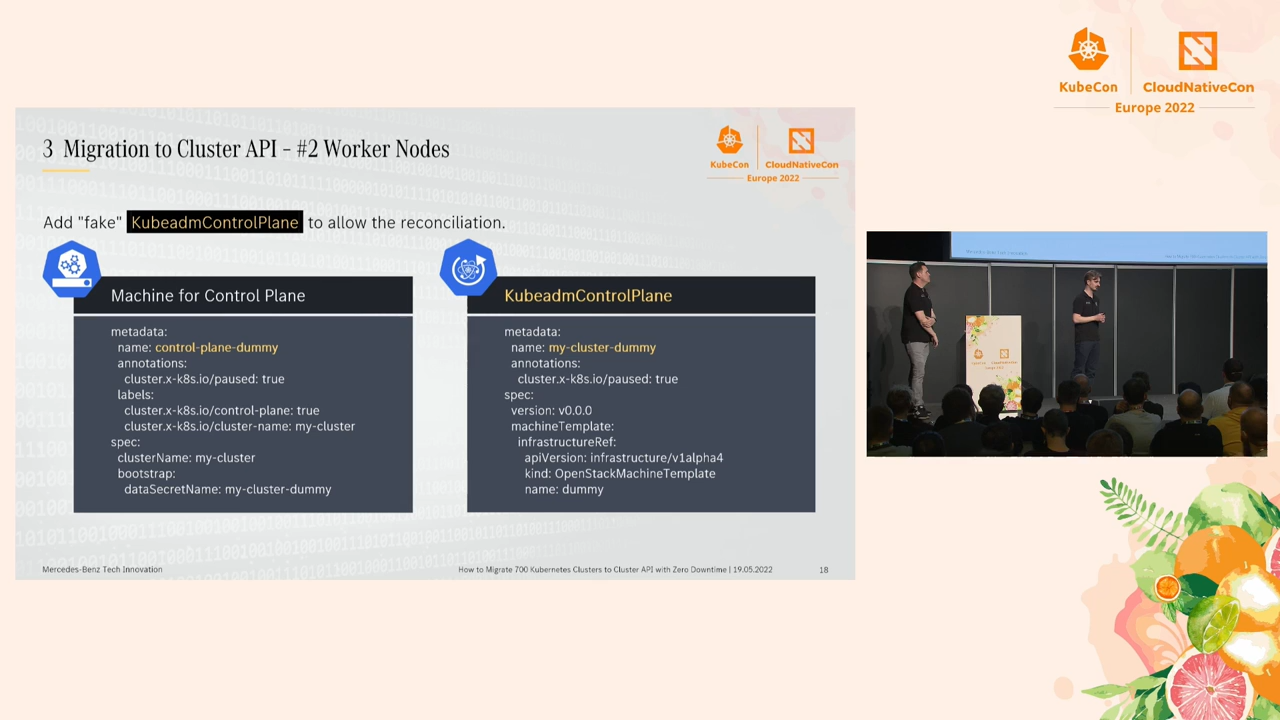 KubeCon
CloudNativeCon
Europe 2022
3 Migration to Cluster API – #2 Worker Nodes
KubeCon
CloudNativeCon
Europe 2022
Add "fake" KubeadmControlPlane to allow the reconciliation.
Machine for Control Plane
metadata:
name: control-plane-dummy
annotations:
cluster.x-k8s.io/paused: true
labels:
cluster.x-k8s.io/control-plane: true
cluster.x-k8s.io/cluster-name: my-cluster
spec:
clusterName: my-cluster
bootstrap:
dataSecretName: my-cluster-dummy
KubeadmControlPlane
metadata:
name: my-cluster-dummy
annotations:
cluster.x-k8s.io/paused: true
spec:
version: v0.0.0
machineTemplate:
infrastructureRef:
apiVersion: infrastructure/v1alpha4
kind: OpenStackMachineTemplate
name: dummy
Mercedes-Benz Tech Innovation
How to Migrate 700 Kubernetes Clusters to Cluster API with Zero Downtime | 19.05.2022
18